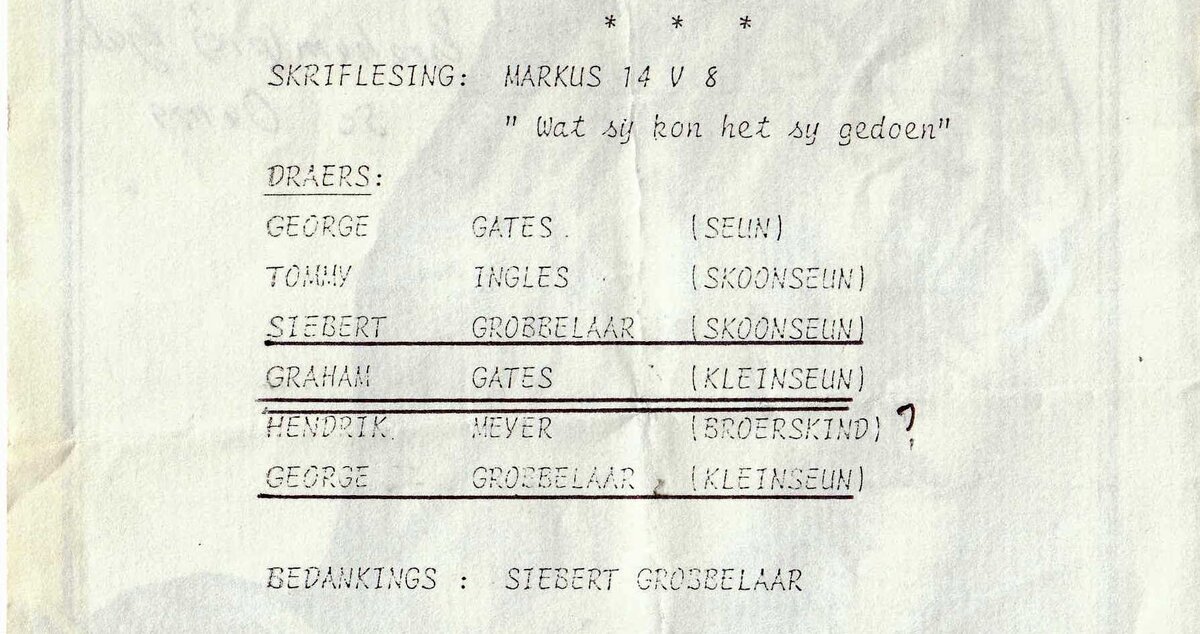 * * *
SKRIFLESING: MARKUS 14 V 8
" Wat sy kon het sy gedoen"
DRAERS:
GEORGE GATES. (SEUN)
TOMMY INGLES (SKOONSEUN)
SIEBERT GROBBELAAR (SKOONSEUN)
GRAHAM GATES (KLEINSEUN)
HENDRIK MEYER (BROERSKIND) ?
GEORGE GROBBELAAR (KLEINSEUN)
BEDANKINGS : SIEBERT GROBBELAAR